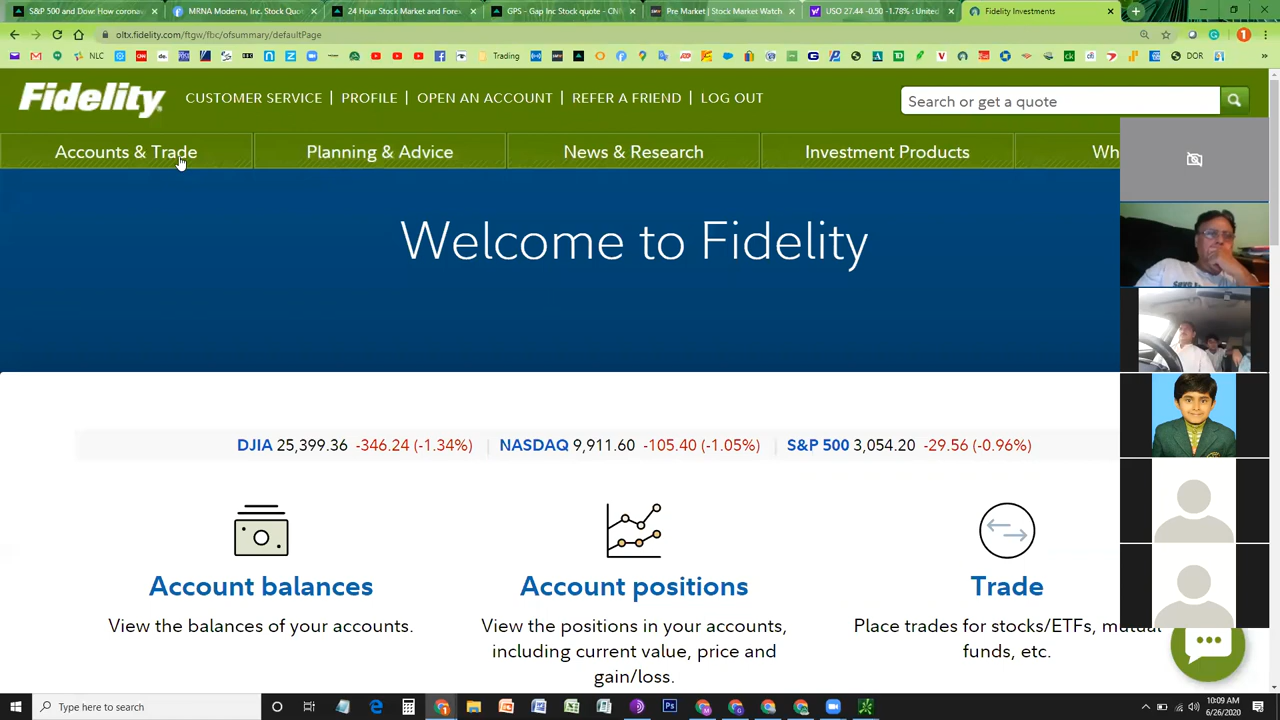 S&P 500 and Dow: How coronav
MRNA Moderna, Inc. Stock Quot
24 Hour Stock Market and Forex
GPS - Gap Inc Stock quote - CN
Pre Market | Stock Market Watch
USO 27.44 -0.50 -1.78% : United
Fidelity Investments
oltx.fidelity.com/ftgw/fbc/ofsummary/defaultPage
NLC
Trading
DOR
Fidelity
CUSTOMER SERVICE | PROFILE | OPEN AN ACCOUNT | REFER A FRIEND | LOG OUT
Search or get a quote
Accounts & Trade
Planning & Advice
News & Research
Investment Products
Wh
Welcome to Fidelity
DJIA 25,399.36 -346.24 (-1.34%)
NASDAQ 9,911.60 -105.40 (-1.05%)
S&P 500 3,054.20 -29.56 (-0.96%)
Account balances
View the balances of your accounts.
Account positions
View the positions in your accounts,
including current value, price and
gain/loss.
Trade
Place trades for stocks/ETFs, mutual
funds, etc.
Type here to search
10:09 AM
6/26/2020